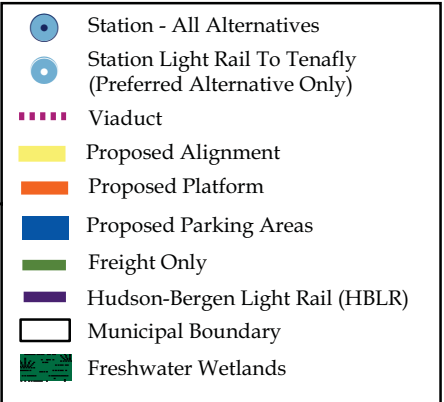 Station - All Alternatives
Station Light Rail To Tenafly
(Preferred Alternative Only)
Viaduct
Proposed Alignment
Proposed Platform
Proposed Parking Areas
Freight Only
Hudson-Bergen Light Rail (HBLR)
Municipal Boundary
Freshwater Wetlands